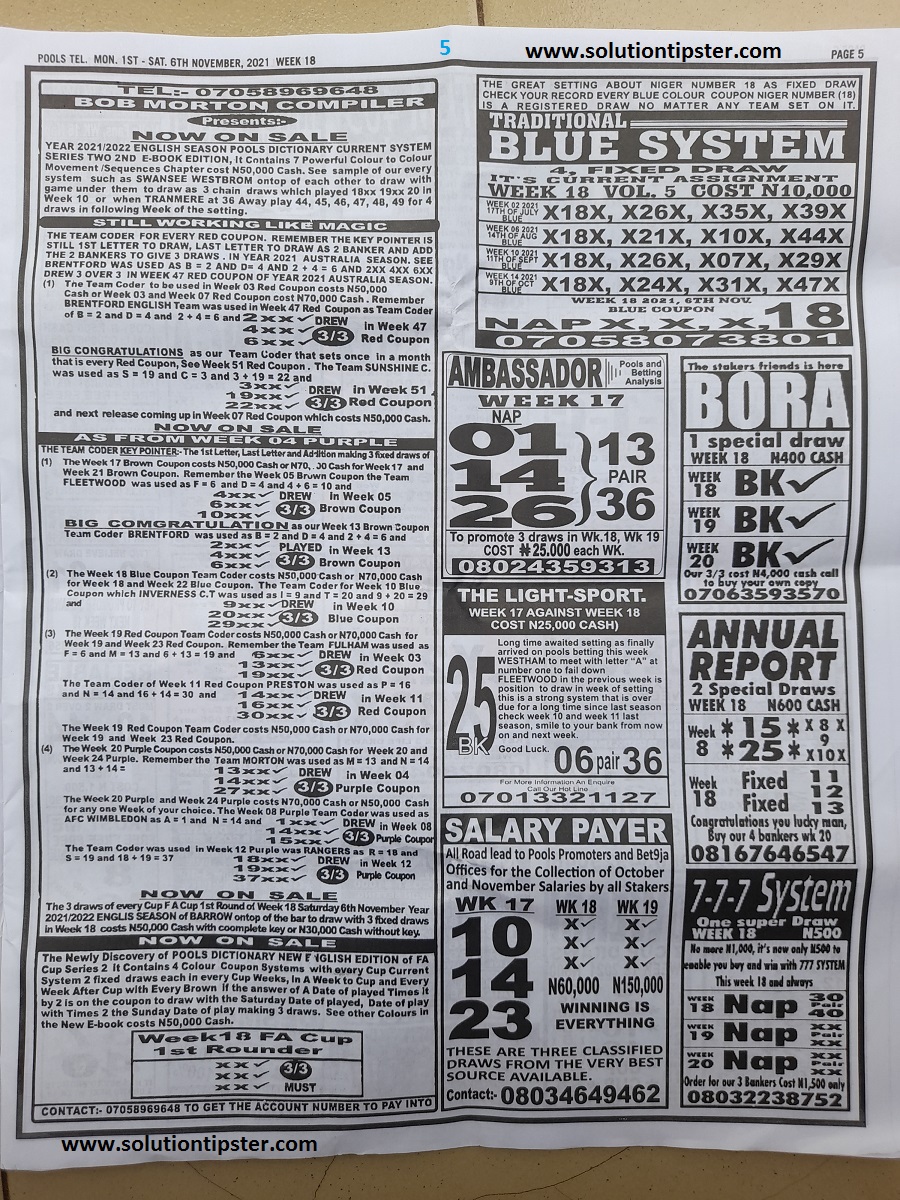 5
www.solutiontipster.com
POOLS TEL. MON. 1ST - SAT. 6TH NOVEMBER, 2021 WEEK 18
PAGE 5
TEL:- 07058969648
BOB MORTON COMPILER
Presents:-
NOW ON SALE
YEAR 2021/2022 ENGLISH SEASON POOLS DICTIONARY CURRENT SYSTEM
SERIES TWO 2ND E-BOOK EDITION, It Contains 7 Powerful Colour to Colour
Movement /Sequences Chapter cost N50,000 Cash. See sample of our every
system such as SWANSEE WESTBROM ontop of each other to draw with
game under them to draw as 3 chain draws which played 18xx 19xx 20 in
Week 10 or when TRANMERE at 36 Away play 44, 45, 46, 47, 48, 49 for 4
draws in following Week of the setting.
STILL WORKING LIKE MAGIC
THE TEAM CODER FOR EVERY RED COUPON. REMEMBER THE KEY POINTER IS
STILL 1ST LETTER TO DRAW, LAST LETTER TO DRAW AS 2 BANKER AND ADD
THE 2 BANKERS TO GIVE 3 DRAWS . IN YEAR 2021 AUSTRALIA SEASON. SEE
BRENTFORD WAS USED AS B = 2 AND D= 4 AND 2 + 4 = 6 AND 2XX 4XX 6XX
DREW 3 OVER 3 IN WEEK 47 RED COUPON OF YEAR 2021 AUSTRALIA SEASON.
(1) The Team Coder to be used in Week 03 Red Coupon costs N50,000
Cash or Week 03 and Week 07 Red Coupon cost N70,000 Cash . Remember
BRENTFORD ENGLISH Team was used in Week 47 Red Coupon as Team Coder
of B = 2 and D = 4 and 2 + 4 = 6 and 2xx✓ DREW in Week 47
4xx✓ 3/3 Red Coupon
6xx✓
BIG CONGRATULATIONS as our Team Coder that sets once in a month
that is every Red Coupon, See Week 51 Red Coupon . The Team SUNSHINE C.
was used as S = 19 and C = 3 and 3 + 19 = 22 and
3xx✓ DREW in Week 51
19xx✓ 3/3 Red Coupon
22xx✓
and next release coming up in Week 07 Red Coupon which costs N50,000 Cash.
NOW ON SALE
AS FROM WEEK 04 PURPLE
THE TEAM CODER KEY POINTER:- The 1st Letter, Last Letter and Addition making 3 fixed draws of
(1) The Week 17 Brown Coupon costs N50,000 Cash or N70, 00 Cash for Week 17 and
Week 21 Brown Coupon. Remember the Week 05 Brown Coupon the Team
FLEETWOOD was used as F = 6 and D = 4 and 4 + 6 = 10 and
4xx✓ DREW in Week 05
6xx✓ 3/3 Brown Coupon
10xx✓
BIG COMGRATULATION as our Week 13 Brown Coupon
Team Coder BRENTFORD was used as B = 2 and D = 4 and 2 + 4 = 6 and
2xx✓ PLAYED in Week 13
4xx✓ 3/3 Brown Coupon
6xx✓
(2) The Week 18 Blue Coupon Team Coder costs N50,000 Cash or N70,000 Cash
for Week 18 and Week 22 Blue Coupon. The Team Coder for Week 10 Blue
Coupon which INVERNESS C.T was used as I = 9 and T = 20 and 9 + 20 = 29
and 9xx✓ DREW in Week 10
20xx✓ 3/3 Blue Coupon
29xx✓
(3) The Week 19 Red Coupon Team Coder costs N50,000 Cash or N70,000 Cash for
Week 19 and Week 23 Red Coupon. Remember the Team FULHAM was used as
F = 6 and M = 13 and 6 + 13 = 19 and 6xx✓ DREW in Week 03
13xx✓ 3/3 Red Coupon
19xx✓
The Team Coder of Week 11 Red Coupon PRESTON was used as P = 16
and N = 14 and 16 + 14 = 30 and 14xx✓ DREW in Week 11
16xx✓ 3/3 Red Coupon
30xx✓
The Week 19 Red Coupon Team Coder costs N50,000 Cash or N70,000 Cash for
Week 19 and Week 23 Red Coupon.
(4) The Week 20 Purple Coupon costs N50,000 Cash or N70,000 Cash for Week 20 and
Week 24 Purple. Remember the Team MORTON was used as M = 13 and N = 14
and 13 + 14 = 13xx✓ DREW in Week 04
14xx✓ 3/3 Purple Coupon
27xx✓
The Week 20 Purple and Week 24 Purple costs N70,000 Cash or N50,000 Cash
for any one Week of your choice. The Week 08 Purple Team Coder was used as
AFC WIMBLEDON as A = 1 and N = 14 and 1xx✓ DREW in Week 08
14xx✓ 3/3 Purple Coupon
15xx✓
The Team Coder was used in Week 12 Purple was RANGERS as R = 18 and
S = 19 and 18 + 19 = 37 18xx✓ DREW in Week 12
19xx✓ 3/3 Purple Coupon
37xx✓
NOW ON SALE
The 3 draws of every Cup F A Cup 1st Round of Week 18 Saturday 6th November Year
2021/2022 ENGLIS SEASON of BARROW ontop of the bar to draw with 3 fixed draws
in Week 18 costs N50,000 Cash with coomplete key or N30,000 Cash without key.
NOW ON SALE
The Newly Discovery of POOLS DICTIONARY NEW E GLISH EDITION of FA
Cup Series 2 It Contains 4 Colour Coupon Systems with every Cup Current
System 2 fixed draws each in every Cup Weeks, In A Week to Cup and Every
Week After Cup with Every Brown If the answer of A Date of played Times it
by 2 is on the coupon to draw with the Saturday Date of played, Date of play
with Times 2 the Sunday Date of play making 3 draws. See other Colours in
the New E-book costs N50,000 Cash.
Week18 FA Cup
1st Rounder
xx✓ 3/3
xx✓
xx✓ MUST
CONTACT:- 07058969648 TO GET THE ACCOUNT NUMBER TO PAY INTO
THE GREAT SETTING ABOUT NIGER NUMBER 18 AS FIXED DRAW
CHECK YOUR RECORD EVERY BLUE COLOUR COUPON NIGER NUMBER (18)
IS A REGISTERED DRAW NO MATTER ANY TEAM SET ON IT.
TRADITIONAL
BLUE SYSTEM
4, FIXED DRAW
IT'S CURRENT ASSIGNMENT
WEEK 18 VOL. 5 COST N10,000
WEEK 02 2021
17TH OF JULY
BLUE
X18X, X26X, X35X, X39X
WEEK 06 2021
14TH OF AUG
BLUE
X18X, X21X, X10X, X44X
WEEK 10 2021
11TH OF SEPT
BLUE
X18X, X26X, X07X, X29X
WEEK 14 2021
9TH OF OCT
BLUE
X18X, X24X, X31X, X47X
WEEK 18 2021, 6TH NOV.
BLUE COUPON
NAP X, X, X, 18
07058073801
AMBASSADOR
Pools and
Betting
Analysis
WEEK 17
NAP
01
14
26
13
PAIR
36
To promote 3 draws in Wk.18, Wk 19
COST ₦25,000 each WK.
08024359313
The stakers friends is here
BORA
1 special draw
WEEK 18 N400 CASH
WEEK 18 BK✓
WEEK 19 BK✓
WEEK 20 BK✓
Our 3/3 cost N4,000 cash call
to buy your own copy
07063593570
THE LIGHT-SPORT.
WEEK 17 AGAINST WEEK 18
COST N25,000 CASH)
25
BK
Long time awaited setting as finally
arrived on pools betting this week
WESTHAM to meet with letter "A" at
number one to fail down
FLEETWOOD in the previous week is
position to draw in week of setting
this is a strong system that is over
due for a long time since last season
check week 10 and week 11 last
season, smile to your bank from now
on and next week.
Good Luck.
06 pair 36
For More Information An Enquire
Call Our Hot Line
07013321127
ANNUAL
REPORT
2 Special Draws
WEEK 18 N600 CASH
Week 8
*15*
*25*
X 8 X
9
X10X
Week 18
Fixed 11
12
Fixed 13
Congratulations you lucky man,
Buy our 4 bankers wk 20
08167646547
SALARY PAYER
All Road lead to Pools Promoters and Bet9ja
Offices for the Collection of October
and November Salaries by all Stakers
WK 17 WK 18 WK 19
10
14
23
X✓ X✓
X✓ X✓
X✓ X✓
N60,000 N150,000
WINNING IS
EVERYTHING
THESE ARE THREE CLASSIFIED
DRAWS FROM THE VERY BEST
SOURCE AVAILABLE.
Contact:- 08034649462
7-7-7 System
One super Draw
WEEK 18 N500
No more N1,000, it's now only N500 to
enable you buy and win with 777 SYSTEM
This week 18 and always
WEEK 18 Nap 30 Pair 40
WEEK 19 Nap XX Pair XX
WEEK 20 Nap XX Pair XX
Order for our 3 Bankers Cost N1,500 only
08032238752
www.solutiontipster.com